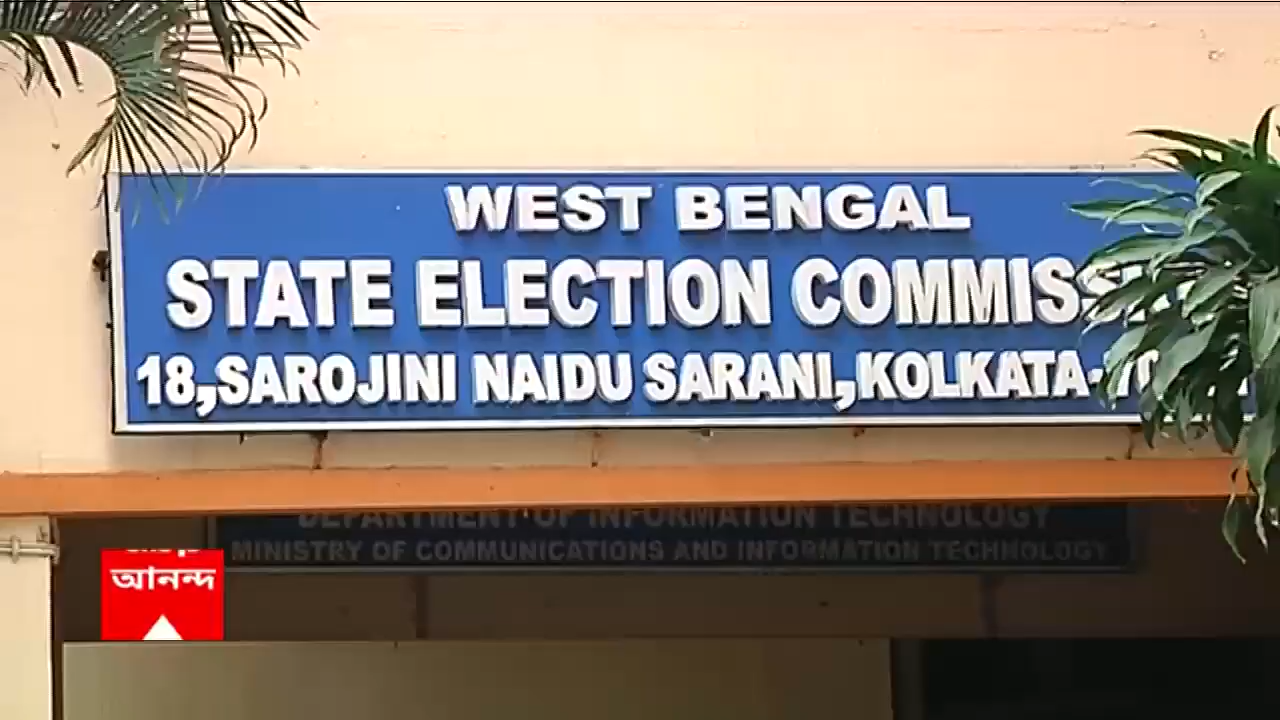 WEST BENGAL
STATE ELECTION COMMISS
18,SAROJINI NAIDU SARANI,KOLKATA-70
DEPARTMENT OF INFORMATION TECHNOLOGY
MINISTRY OF COMMUNICATIONS AND INFORMATION TECHNOLOGY
আনন্দ